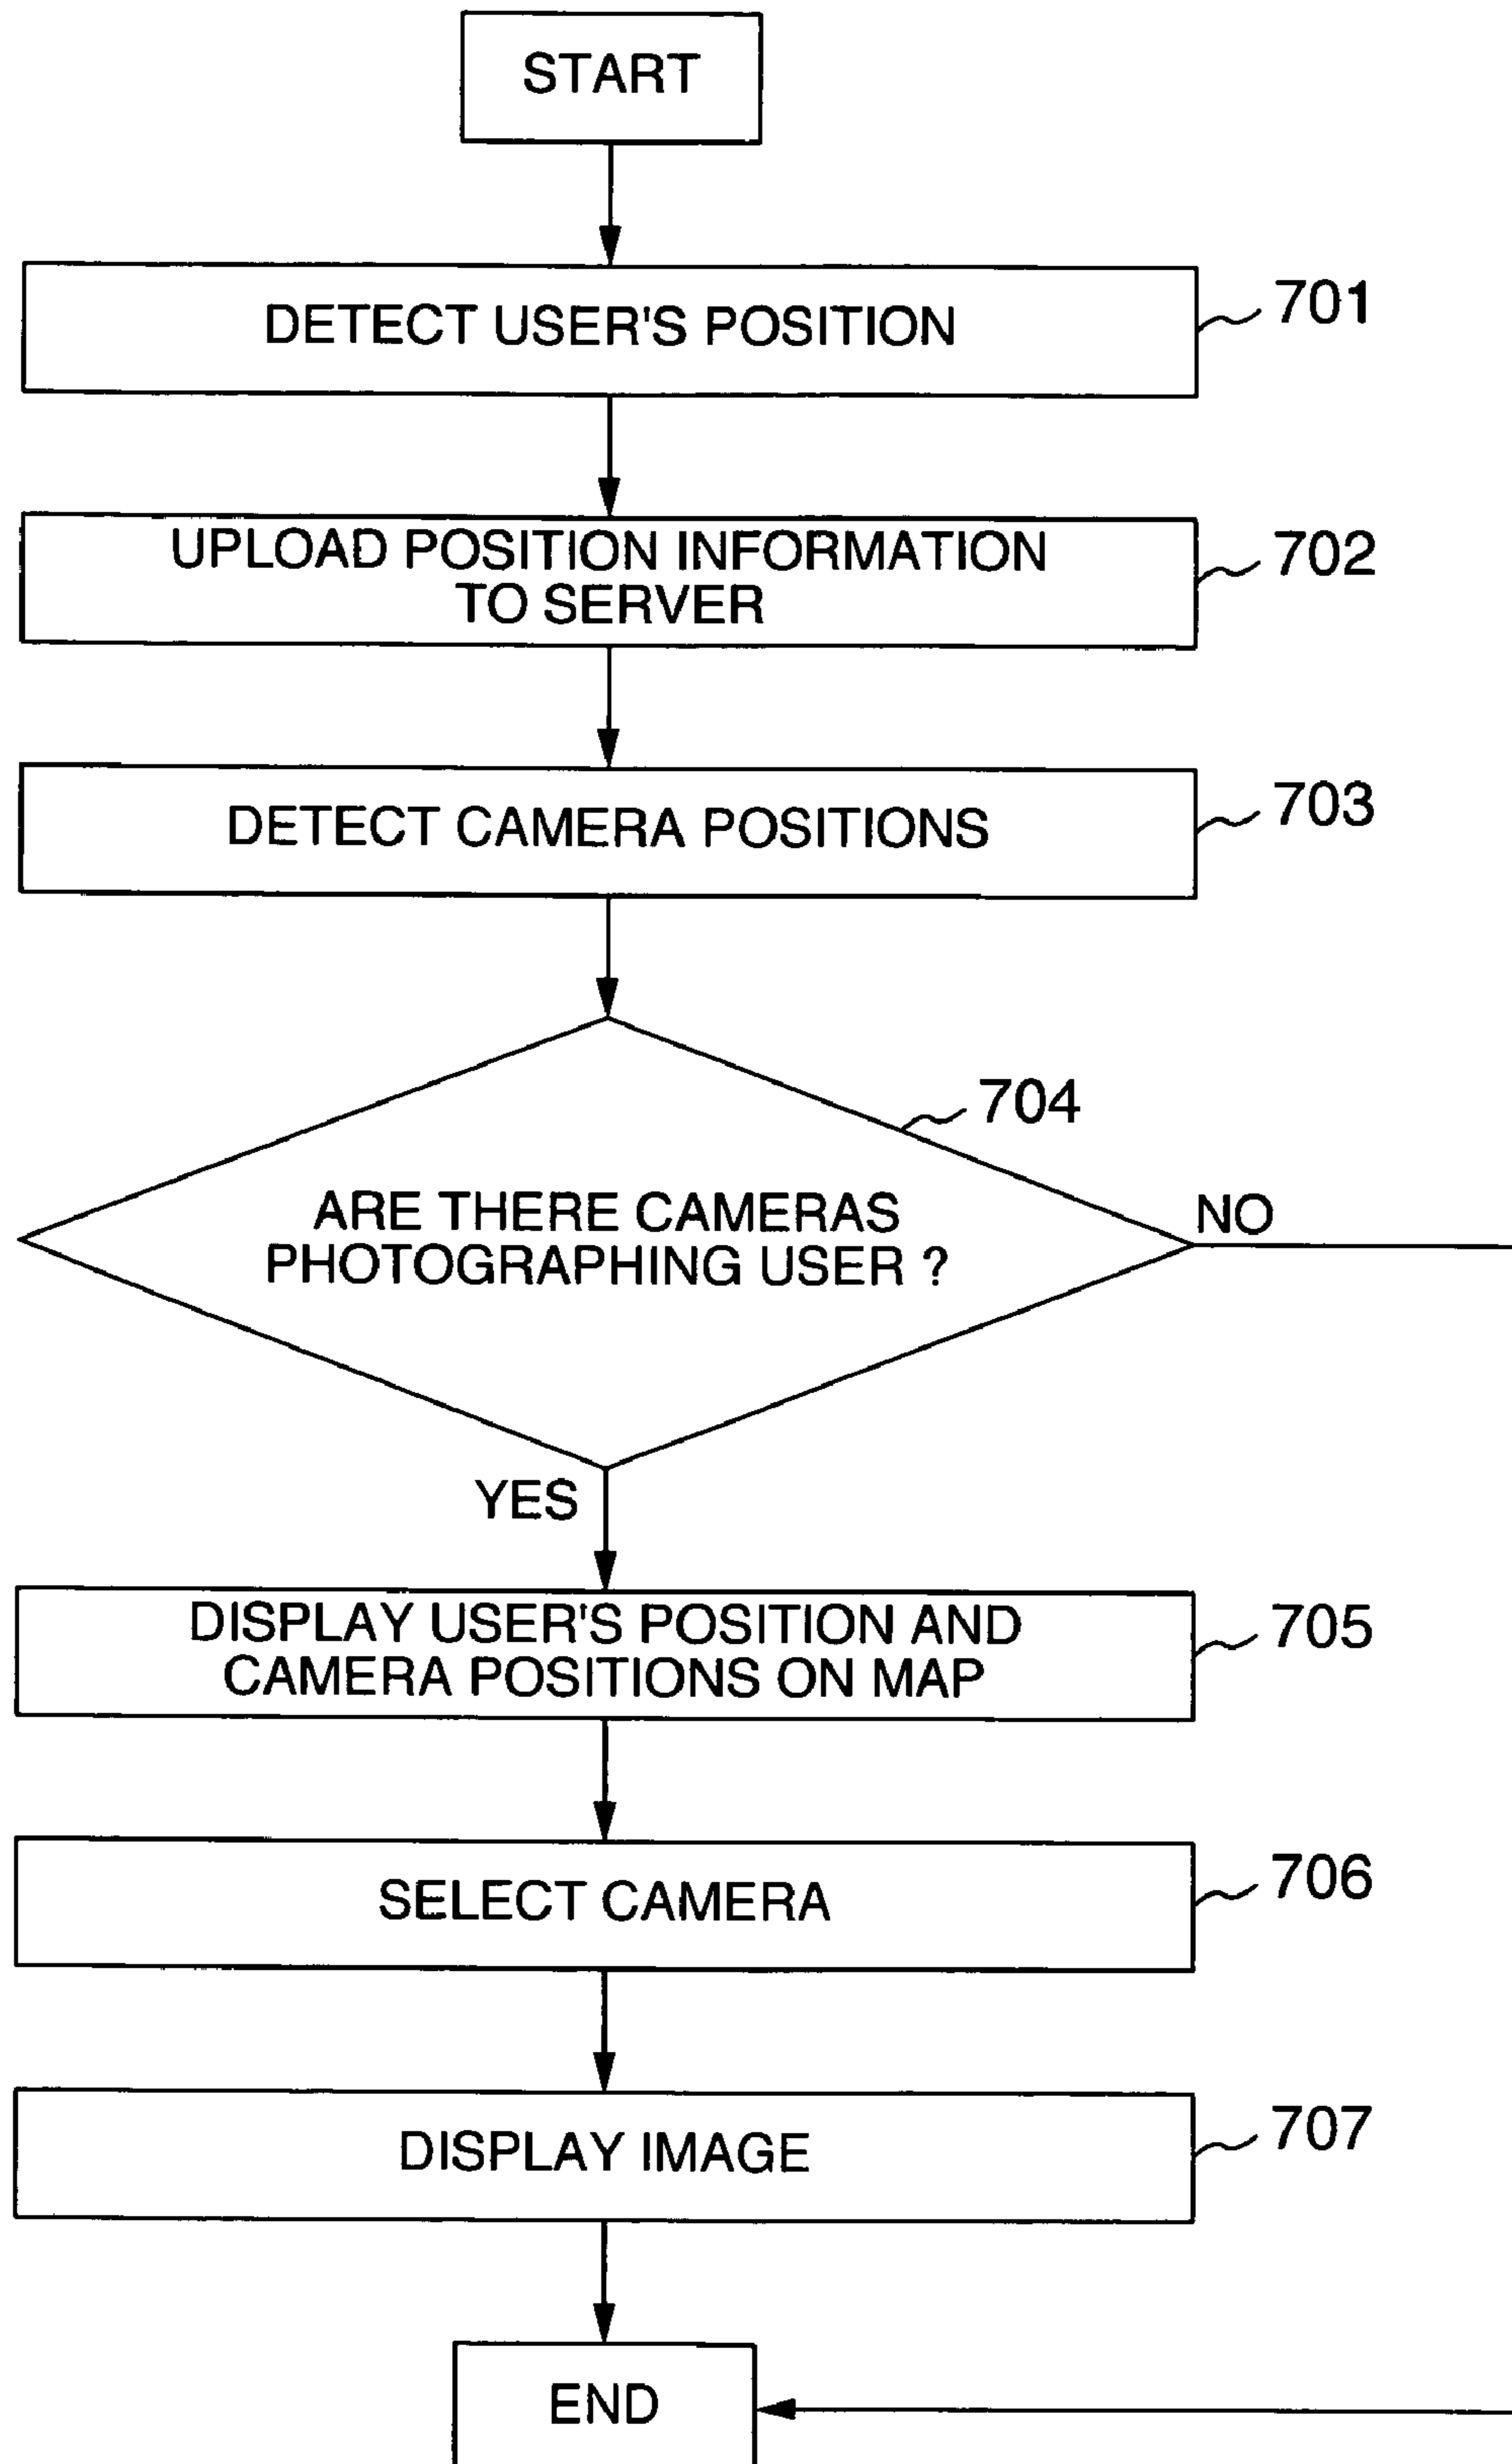 START
DETECT USER'S POSITION
701
UPLOAD POSITION INFORMATION
TO SERVER
702
DETECT CAMERA POSITIONS
703
704
ARE THERE CAMERAS
PHOTOGRAPHING USER ?
NO
YES
DISPLAY USER'S POSITION AND
CAMERA POSITIONS ON MAP
705
SELECT CAMERA
706
DISPLAY IMAGE
707
END